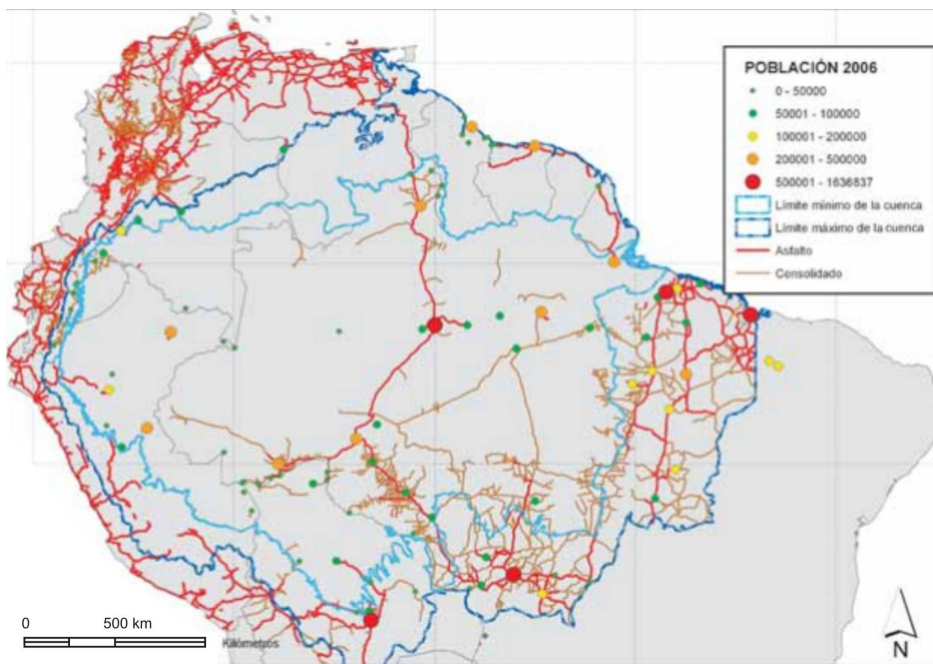 POBLACIÓN 2006
0 - 50000
50001 - 100000
100001 - 200000
200001 - 500000
500001 - 1636837
Límite mínimo de la cuenca
Límite máximo de la cuenca
Asfalto
Consolidado
0 500 km
Kilómetros
N